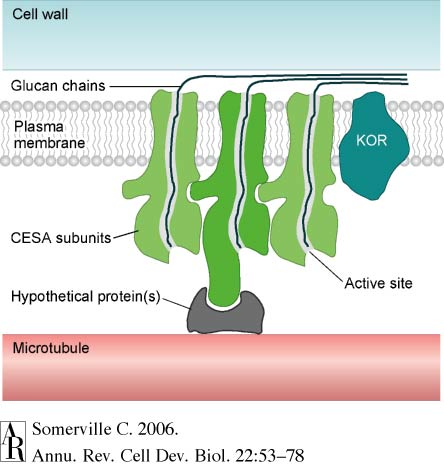 Cell wall
Glucan chains
Plasma
membrane
KOR
CESA subunits
Active site
Hypothetical protein(s)
Microtubule
AR
Somerville C. 2006.
Annu. Rev. Cell Dev. Biol. 22:53–78